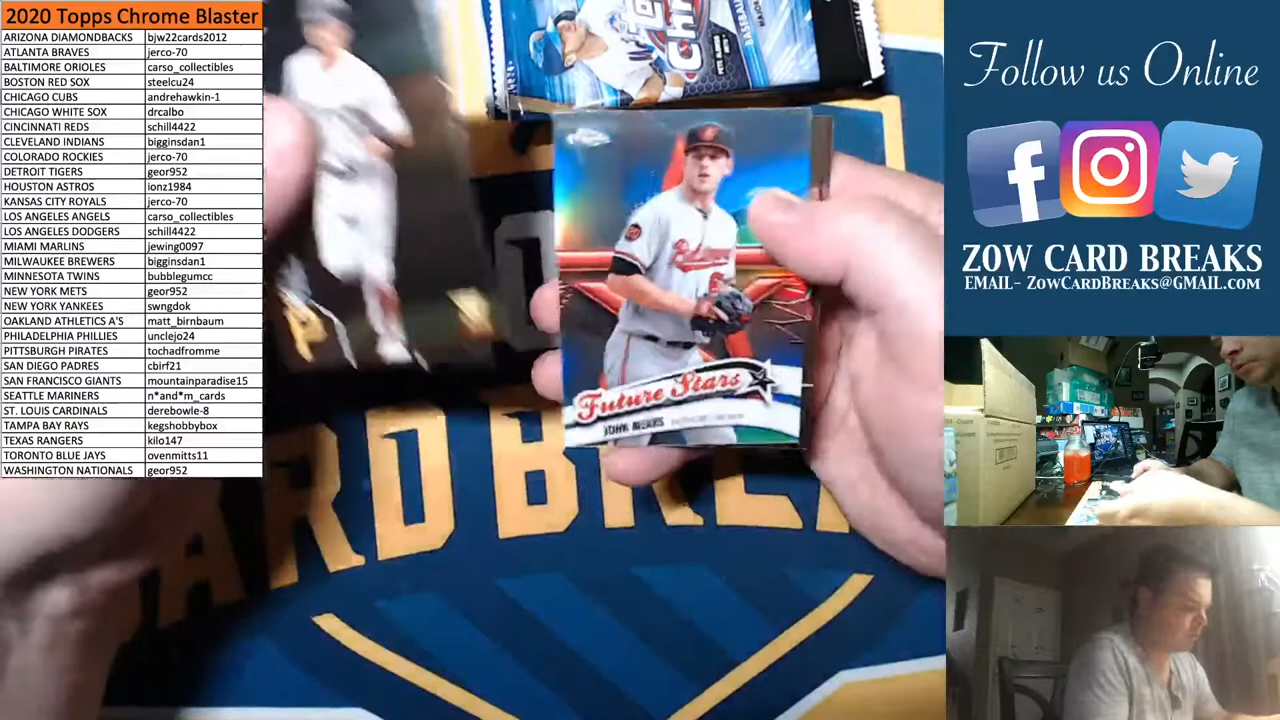 2020 Topps Chrome Blaster
ARIZONA DIAMONDBACKS bjw22cards2012
ATLANTA BRAVES jerco-70
BALTIMORE ORIOLES carso_collectibles
BOSTON RED SOX steelcu24
CHICAGO CUBS andrehawkin-1
CHICAGO WHITE SOX drcalbo
CINCINNATI REDS schill4422
CLEVELAND INDIANS bigginsdan1
COLORADO ROCKIES jerco-70
DETROIT TIGERS geor952
HOUSTON ASTROS ionz1984
KANSAS CITY ROYALS jerco-70
LOS ANGELES ANGELS carso_collectibles
LOS ANGELES DODGERS schill4422
MIAMI MARLINS jewing0097
MILWAUKEE BREWERS bigginsdan1
MINNESOTA TWINS bubblegumcc
NEW YORK METS geor952
NEW YORK YANKEES swngdok
OAKLAND ATHLETICS A'S matt_birnbaum
PHILADELPHIA PHILLIES unclejo24
PITTSBURGH PIRATES tochadfromme
SAN DIEGO PADRES cbirf21
SAN FRANCISCO GIANTS mountainparadise15
SEATTLE MARINERS n*and*m_cards
ST. LOUIS CARDINALS derebowle-8
TAMPA BAY RAYS kegshobbybox
TEXAS RANGERS kilo147
TORONTO BLUE JAYS ovenmitts11
WASHINGTON NATIONALS geor952
Future Stars
JOHN MEANS
ARD BRE
Follow us Online
ZOW CARD BREAKS
EMAIL- ZOWCARDBREAKS@GMAIL.COM